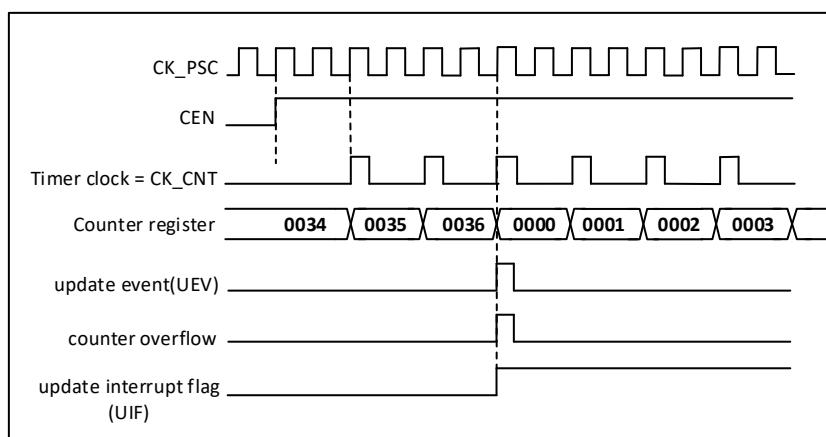 CK_PSC
CEN
Timer clock = CK_CNT
Counter register
0034 0035 0036 0000 0001 0002 0003
update event(UEV)
counter overflow
update interrupt flag
(UIF)